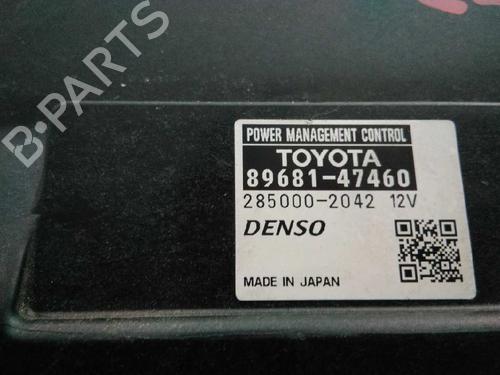 B-PARTS
POWER MANAGEMENT CONTROL
TOYOTA
89681-47460
285000-2042 12V
DENSO
MADE IN JAPAN